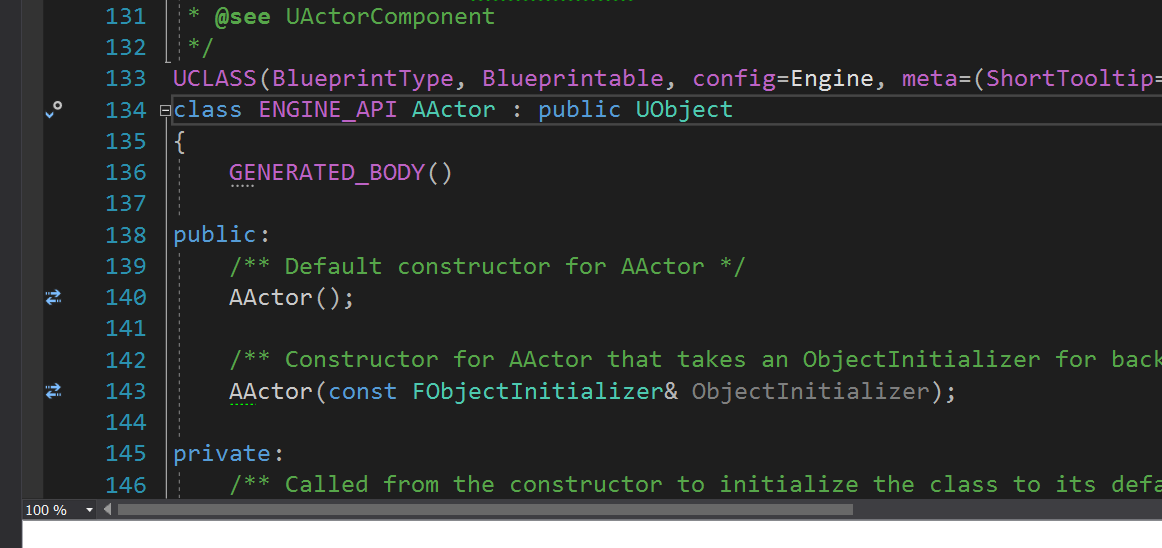 131 * @see UActorComponent
132 */
133 UCLASS(BlueprintType, Blueprintable, config=Engine, meta=(ShortTooltip=
134 class ENGINE_API AActor : public UObject
135 {
136 GENERATED_BODY()
137
138 public:
139 /** Default constructor for AActor */
140 AActor();
141
142 /** Constructor for AActor that takes an ObjectInitializer for back
143 AActor(const FObjectInitializer& ObjectInitializer);
144
145 private:
146 /** Called from the constructor to initialize the class to its defa
100 %